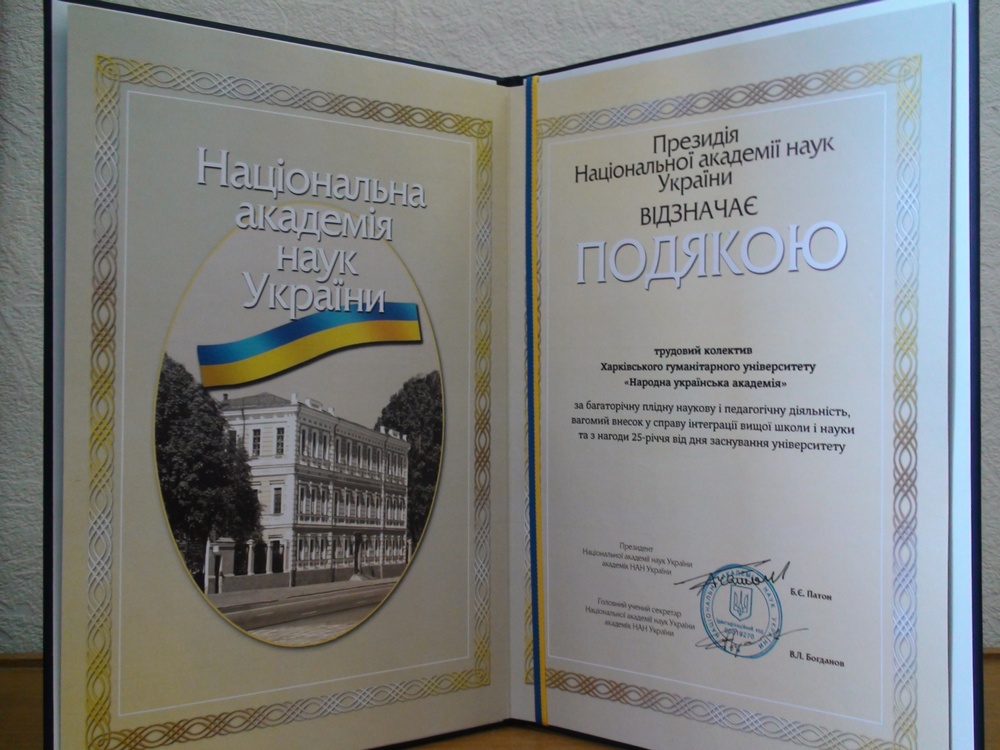 Національна
академія
наук
України
Президія
Національної академії наук
України
ВІДЗНАЧАЄ
ПОДЯКОЮ
трудовий колектив
Харківського гуманітарного університету
«Народна українська академія»
за багаторічну плідну наукову і педагогічну діяльність,
вагомий внесок у справу інтеграції вищої школи і науки
та з нагоди 25-річчя від дня заснування університету
Президент
Національної академії наук України
академік НАН України
Б.Є. Патон
Головний учений секретар
Національної академії наук України
академік НАН України
В.Л. Богданов